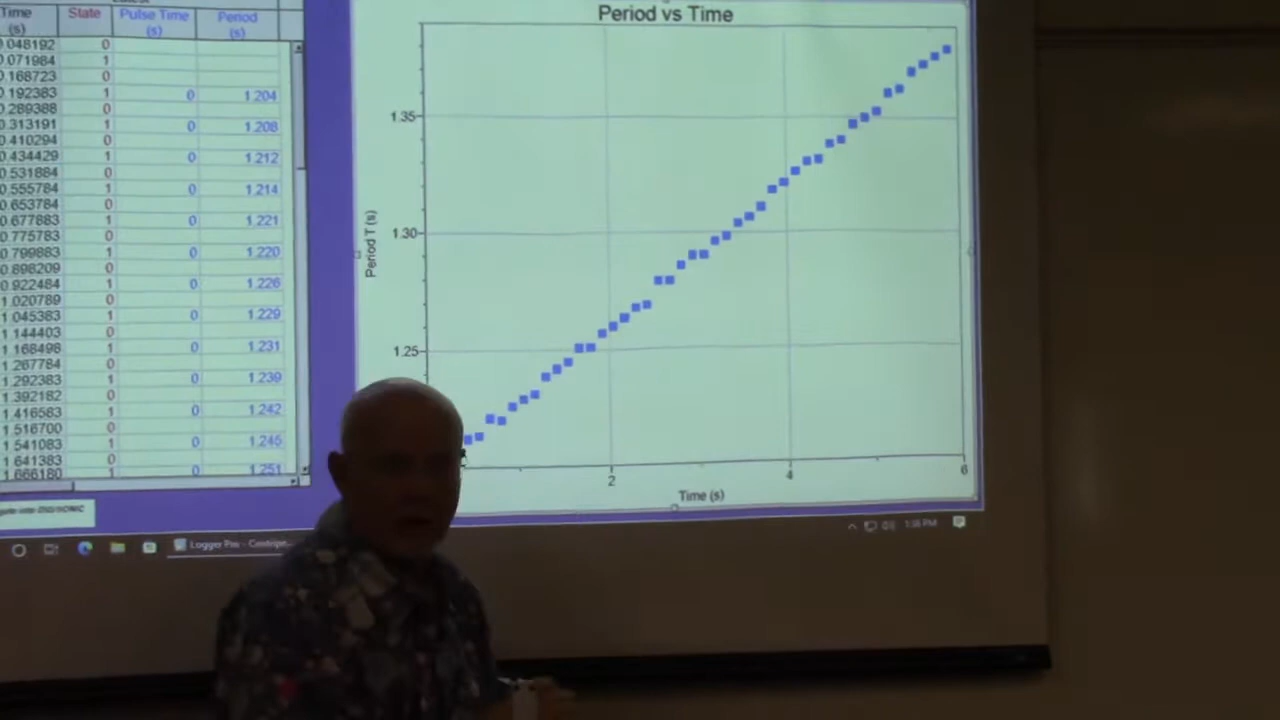 Time State Pulse Time Period
(s) (s) (s)
0.048192 0
0.071984 1
0.168723 0
0.192383 1 0 1.204
0.289388 0
0.313191 1 0 1.208
0.410294 0
0.434429 1 0 1.212
0.531884 0
0.555784 1 0 1.214
0.653784 0
0.677883 1 0 1.221
0.775783 0
0.799883 1 0 1.220
0.898209 0
0.922484 1 0 1.226
1.020789 0
1.045383 1 0 1.229
1.144403 0
1.168498 1 0 1.231
1.267784 0
1.292383 1 0 1.239
1.392182 0
1.416583 1 0 1.242
1.516700 0
1.541083 1 0 1.245
1.641383 0
1.666180 1 0 1.251
Period vs Time
1.35
1.30
1.25
Period T (s)
2 4 6
Time (s)
Logger Pro - Centripe...
1:38 PM